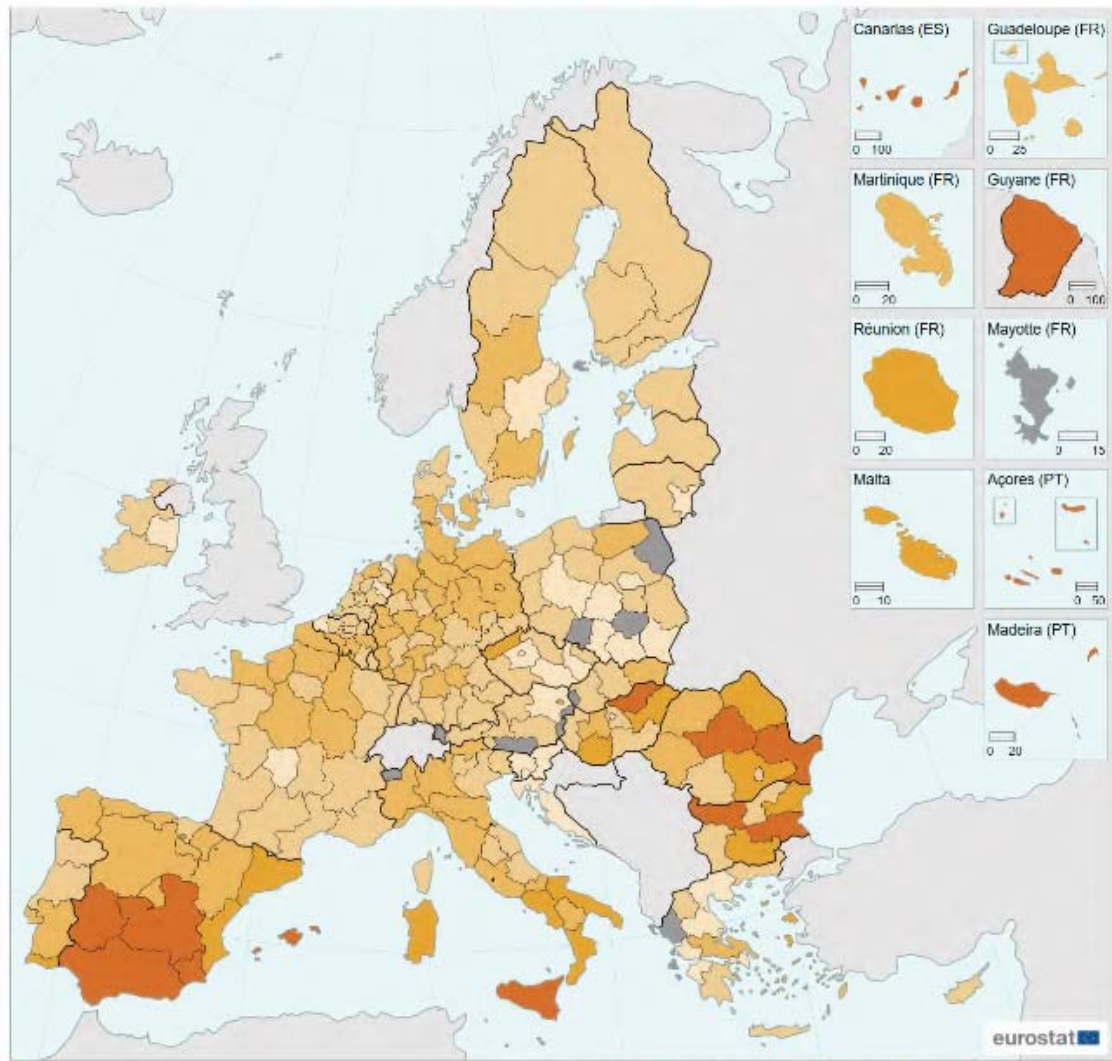 Canarias (ES)
0 100
Guadeloupe (FR)
0 25
Martinique (FR)
0 20
Guyane (FR)
0 100
Réunion (FR)
0 20
Mayotte (FR)
0 15
Malta
0 10
Açores (PT)
0 50
Madeira (PT)
0 20
eurostat